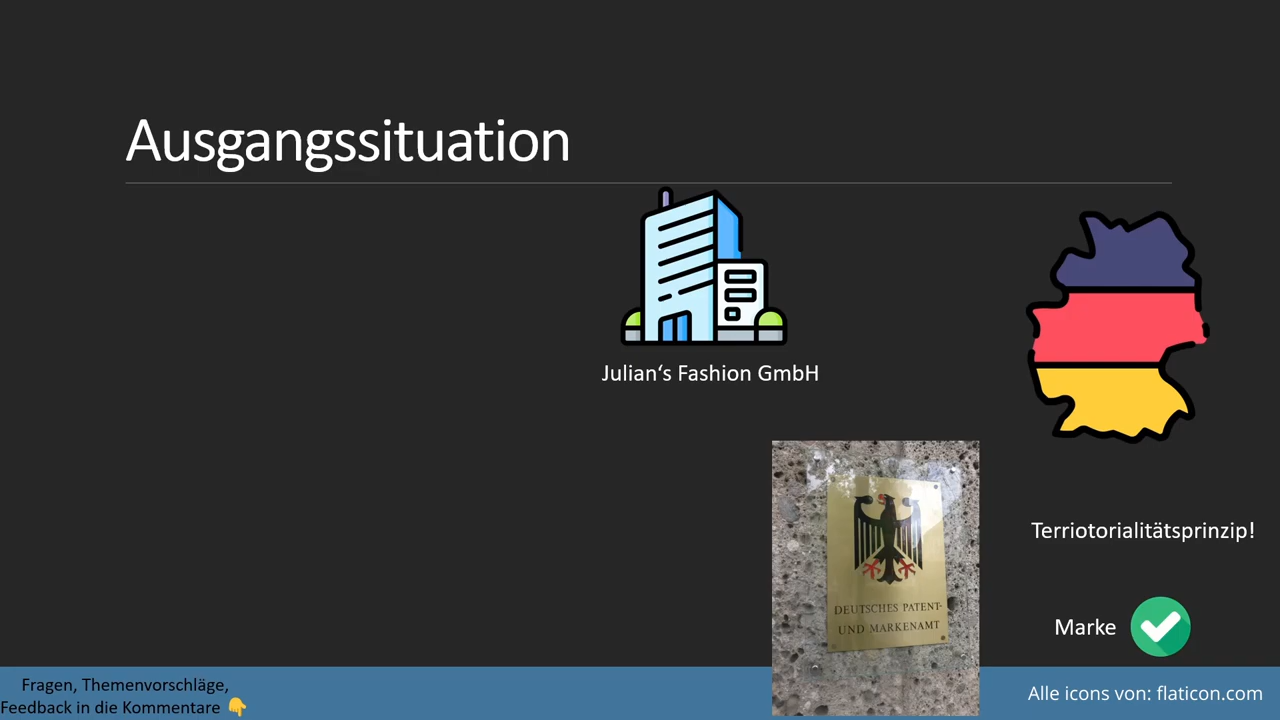 Ausgangssituation
Julian‘s Fashion GmbH
DEUTSCHES PATENT-
UND MARKENAMT
Terriotorialitätsprinzip!
Marke
Fragen, Themenvorschläge,
Feedback in die Kommentare 👇
Alle icons von: flaticon.com